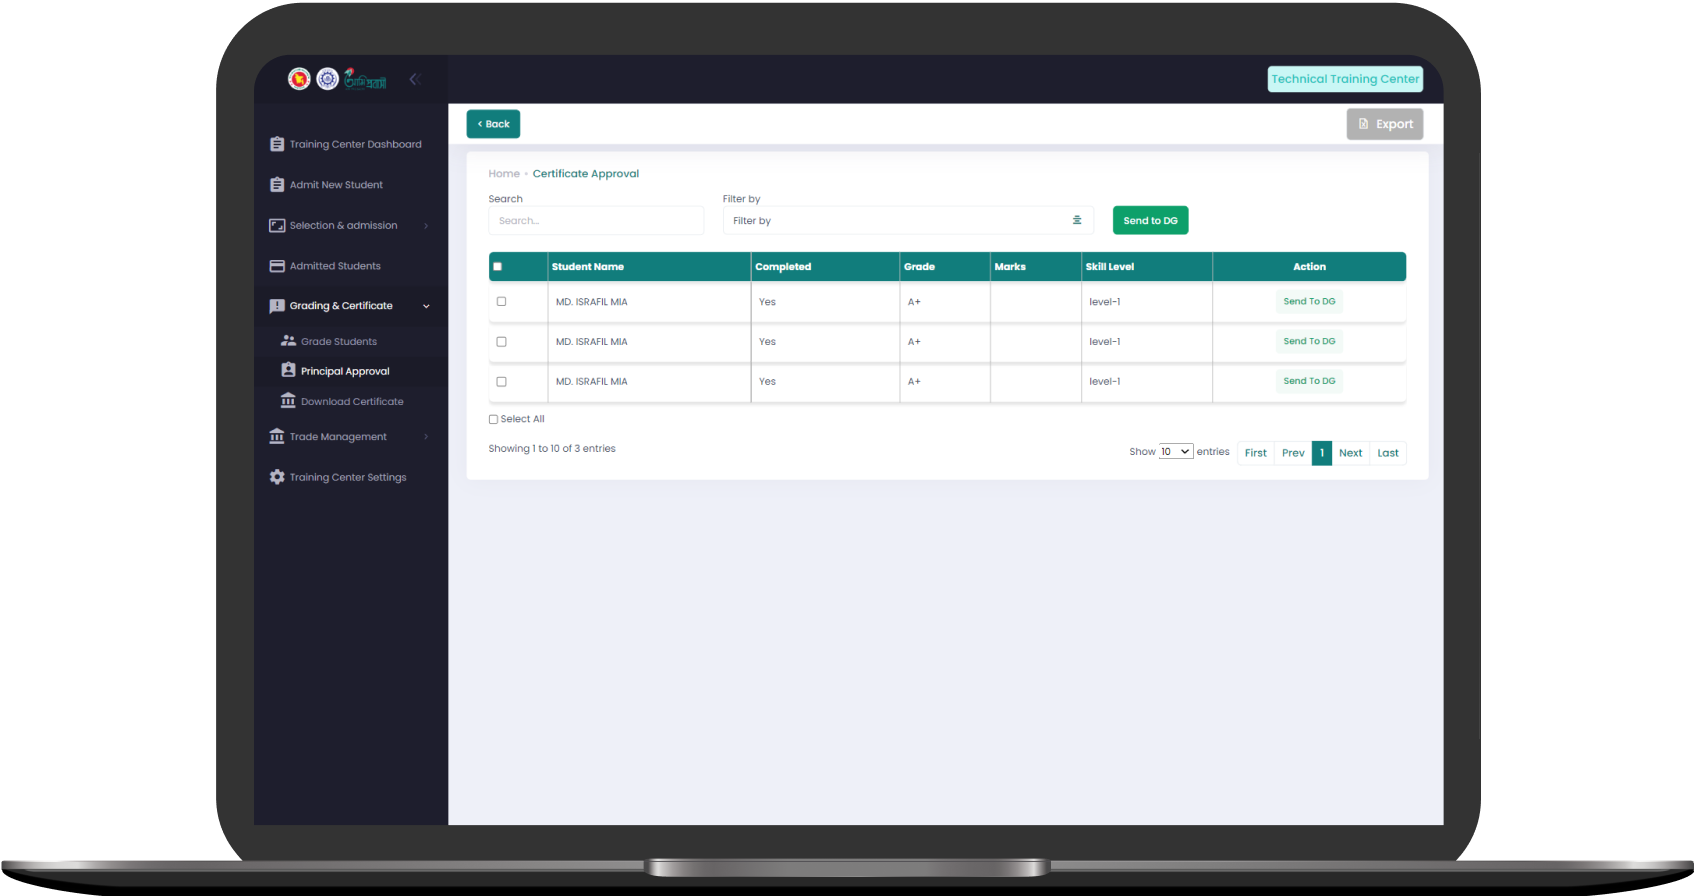 আমি প্রবাসী
Technical Training Center
Back
Export
Training Center Dashboard
Admit New Student
Selection & admission
Admitted Students
Grading & Certificate
Grade Students
Principal Approval
Download Certificate
Trade Management
Training Center Settings
Home - Certificate Approval
Search
Filter by
Search...
Filter by
Send to DG
Student Name Completed Grade Marks Skill Level Action
MD. ISRAFIL MIA Yes A+ level-1 Send To DG
MD. ISRAFIL MIA Yes A+ level-1 Send To DG
MD. ISRAFIL MIA Yes A+ level-1 Send To DG
Select All
Showing 1 to 10 of 3 entries
Show 10 entries First Prev 1 Next Last